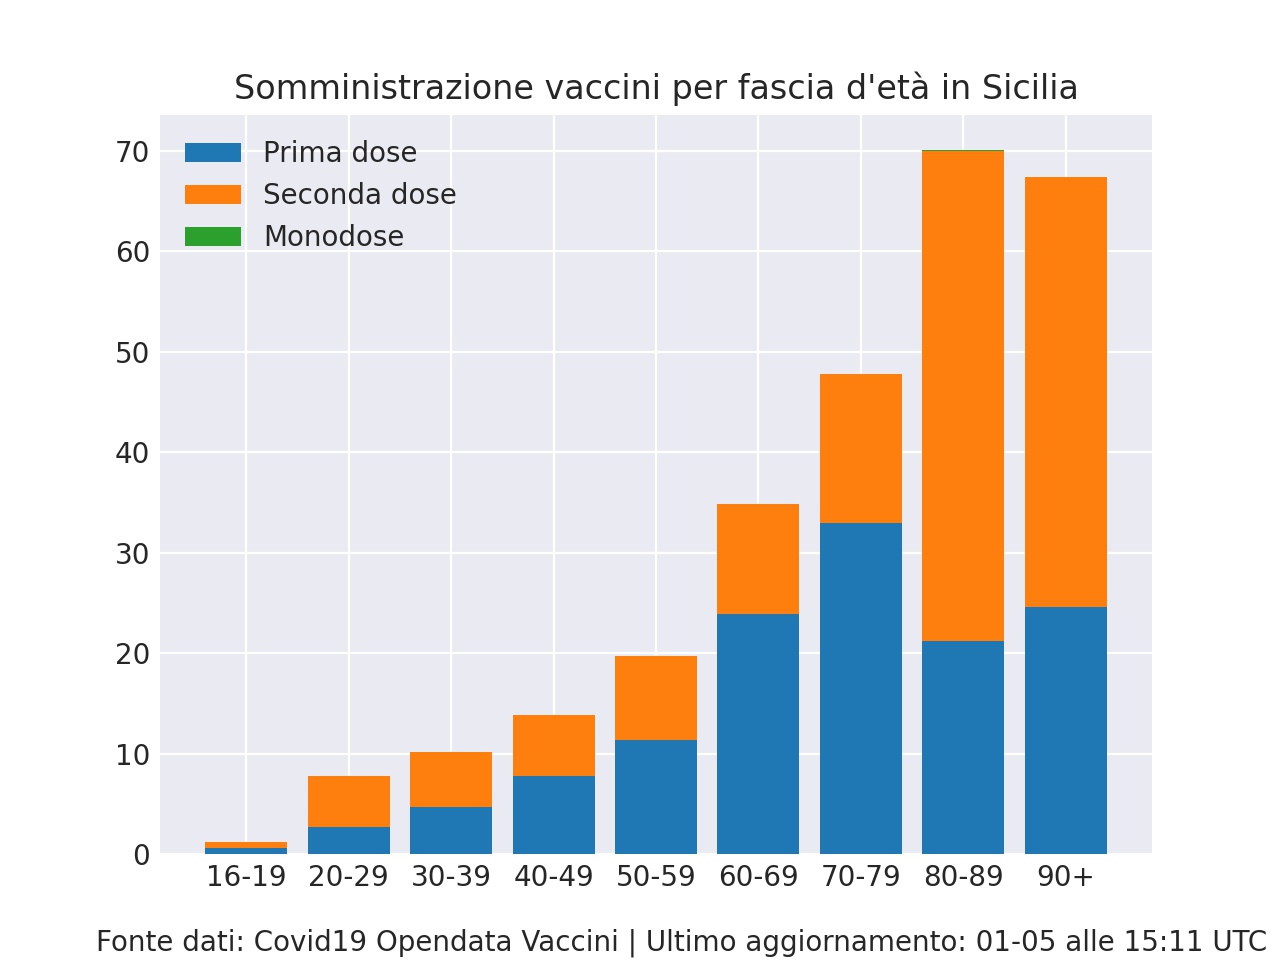 Somministrazione vaccini per fascia d'età in Sicilia
Prima dose
Seconda dose
Monodose
70
60
50
40
30
20
10
0
16-19 20-29 30-39 40-49 50-59 60-69 70-79 80-89 90+
Fonte dati: Covid19 Opendata Vaccini | Ultimo aggiornamento: 01-05 alle 15:11 UTC